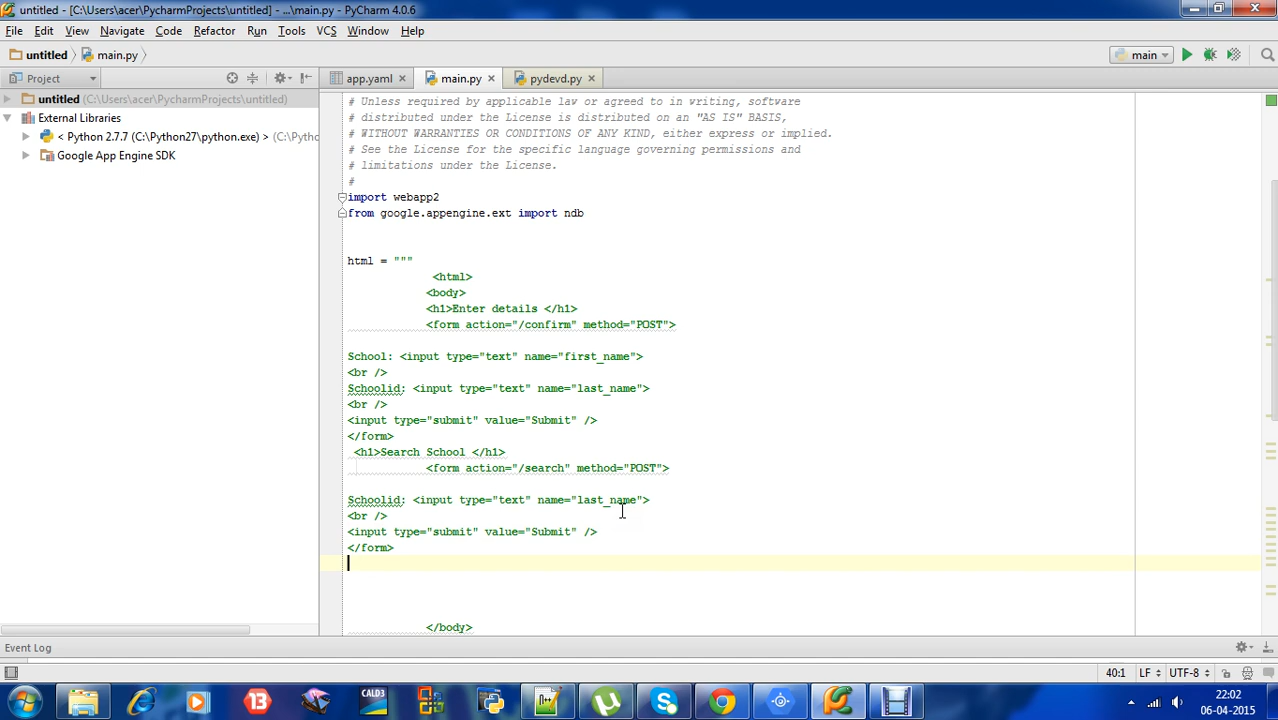 untitled - [C:\Users\acer\PycharmProjects\untitled] - ...\main.py - PyCharm 4.0.6
File Edit View Navigate Code Refactor Run Tools VCS Window Help
untitled main.py main
Project app.yaml main.py pydevd.py
untitled (C:\Users\acer\PycharmProjects\untitled)
External Libraries
< Python 2.7.7 (C:\Python27\python.exe) > (C:\Pytho
Google App Engine SDK
# Unless required by applicable law or agreed to in writing, software
# distributed under the License is distributed on an "AS IS" BASIS,
# WITHOUT WARRANTIES OR CONDITIONS OF ANY KIND, either express or implied.
# See the License for the specific language governing permissions and
# limitations under the License.
#
import webapp2
from google.appengine.ext import ndb
html = """
<html>
<body>
<h1>Enter details </h1>
<form action="/confirm" method="POST">
School: <input type="text" name="first_name">
<br />
Schoolid: <input type="text" name="last_name">
<br />
<input type="submit" value="Submit" />
</form>
<h1>Search School </h1>
<form action="/search" method="POST">
Schoolid: <input type="text" name="last_name">
<br />
<input type="submit" value="Submit" />
</form>
</body>
Event Log
40:1 LF UTF-8
13 CALD3 22:02
06-04-2015